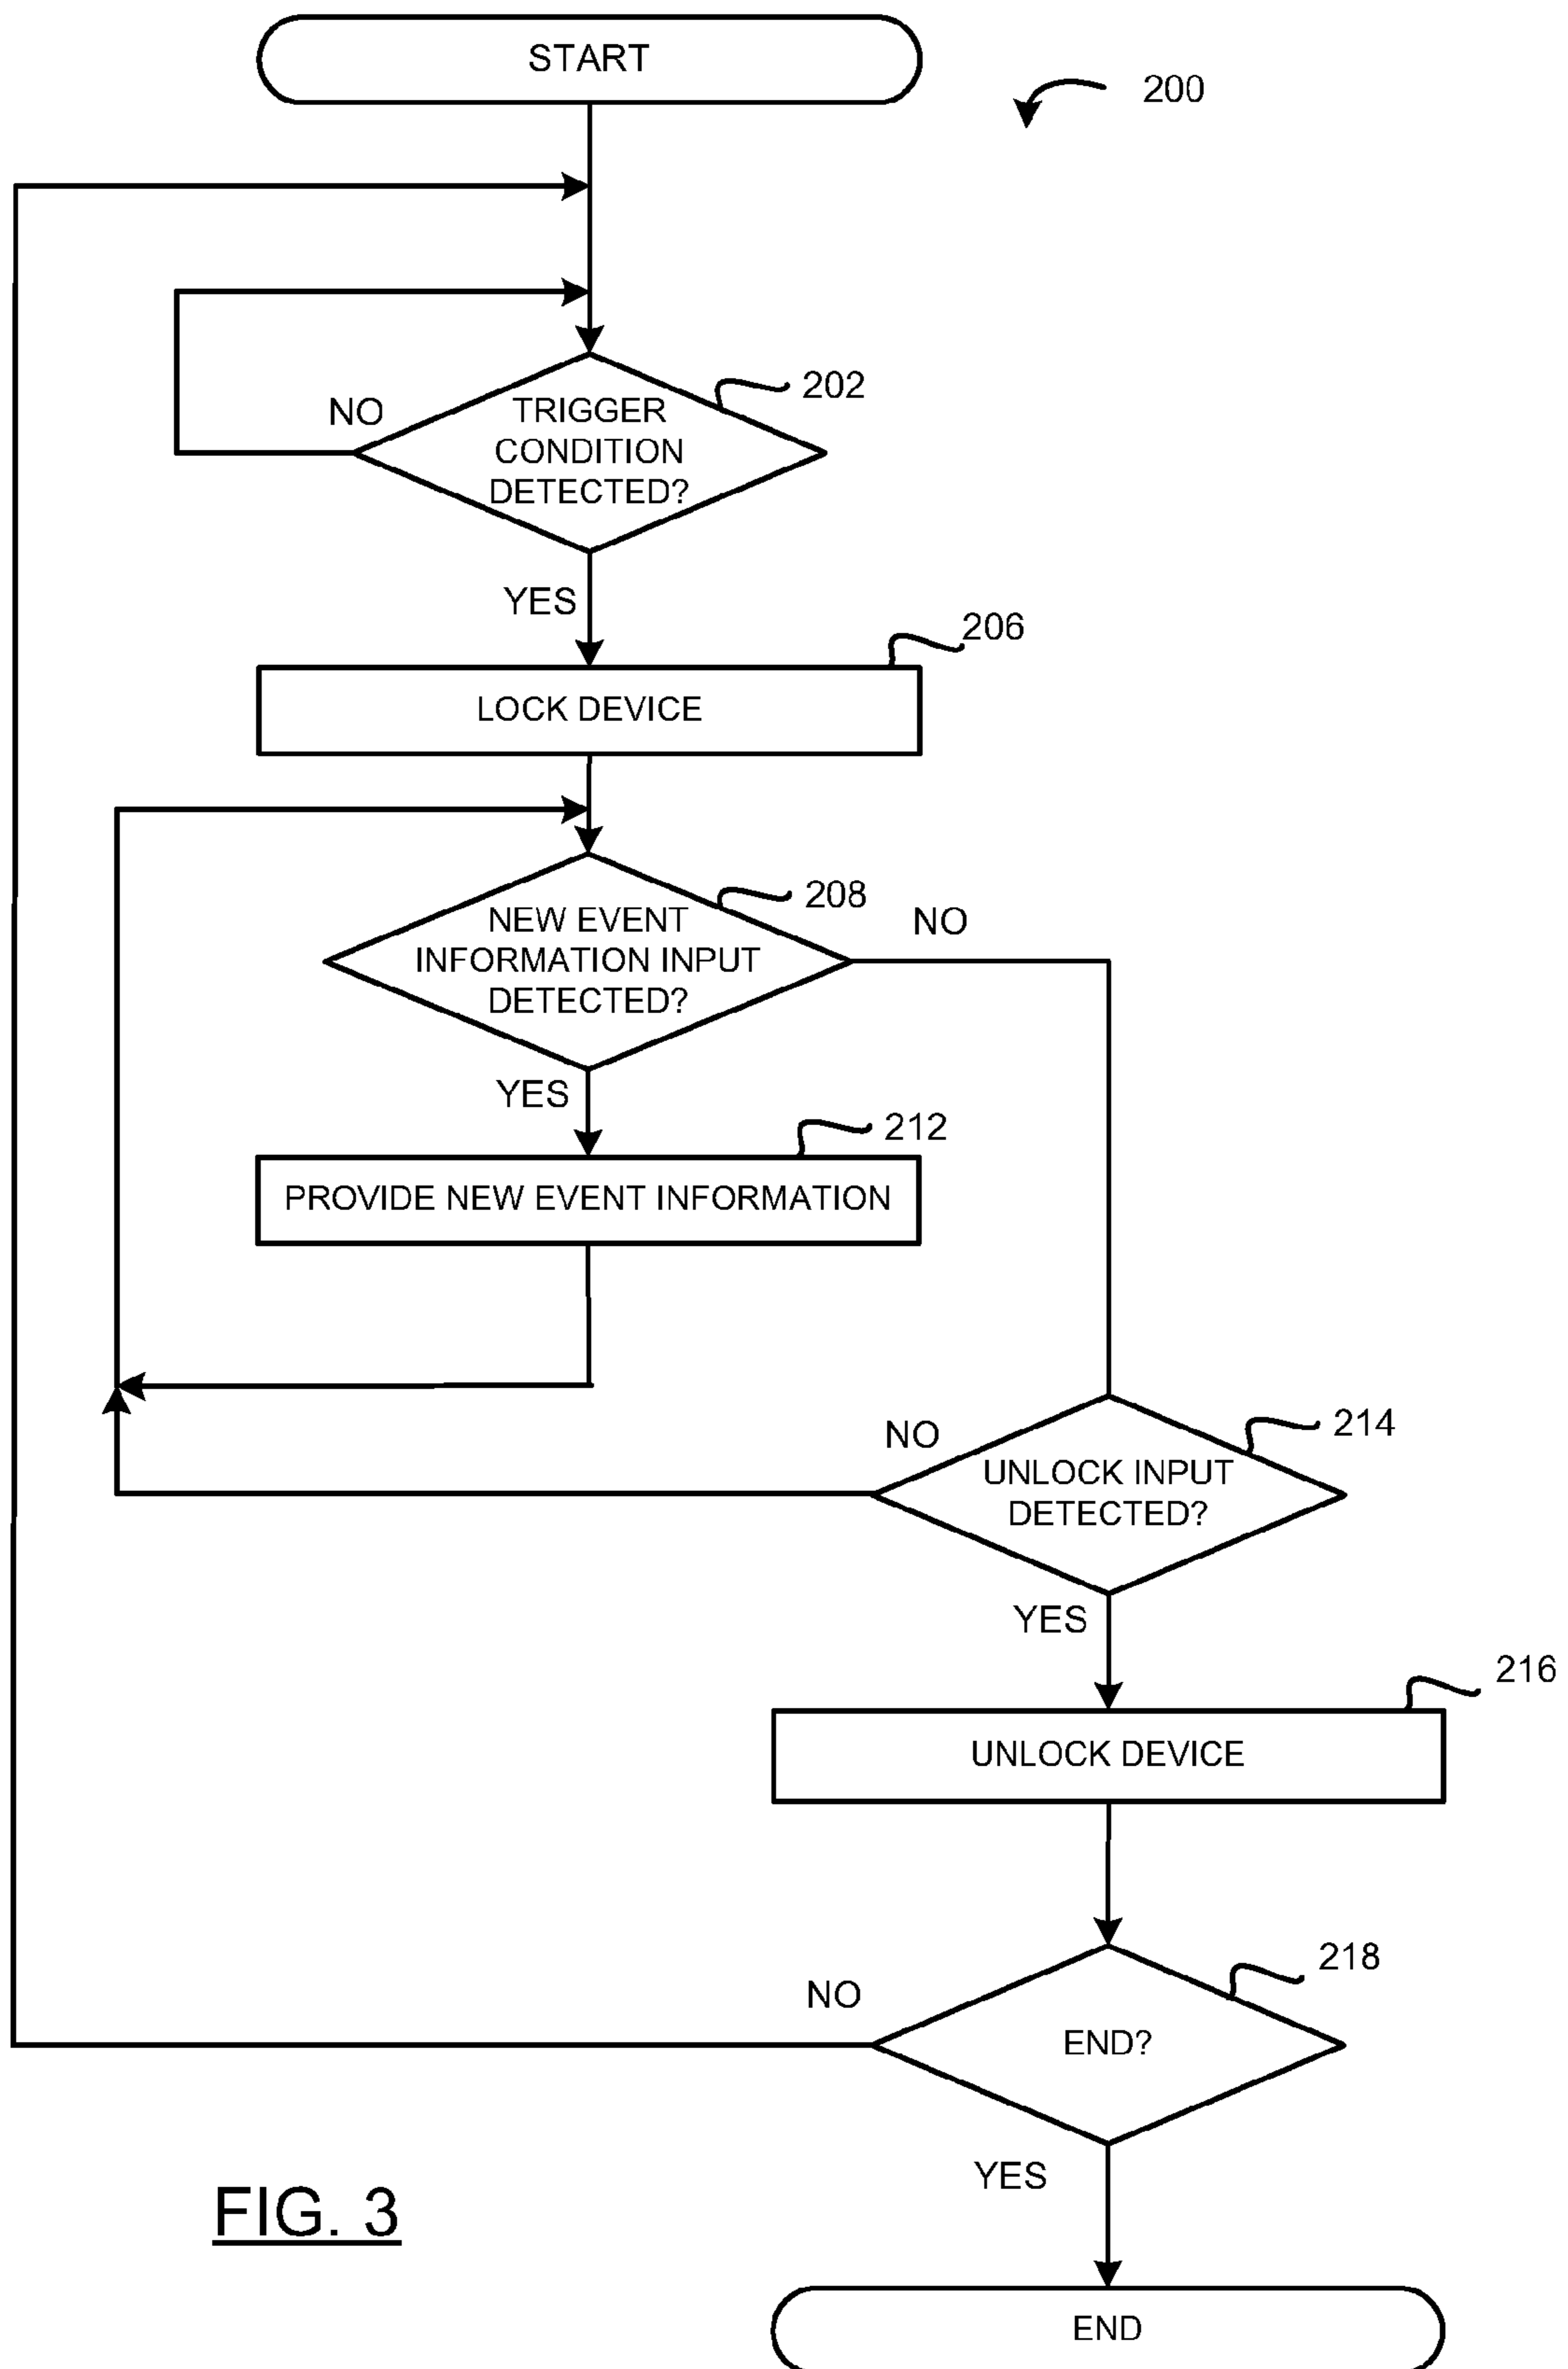 START
200
202
NO
TRIGGER
CONDITION
DETECTED?
YES
206
LOCK DEVICE
208
NO
NEW EVENT
INFORMATION INPUT
DETECTED?
YES
212
PROVIDE NEW EVENT INFORMATION
214
NO
UNLOCK INPUT
DETECTED?
YES
216
UNLOCK DEVICE
218
NO
END?
YES
FIG. 3
END